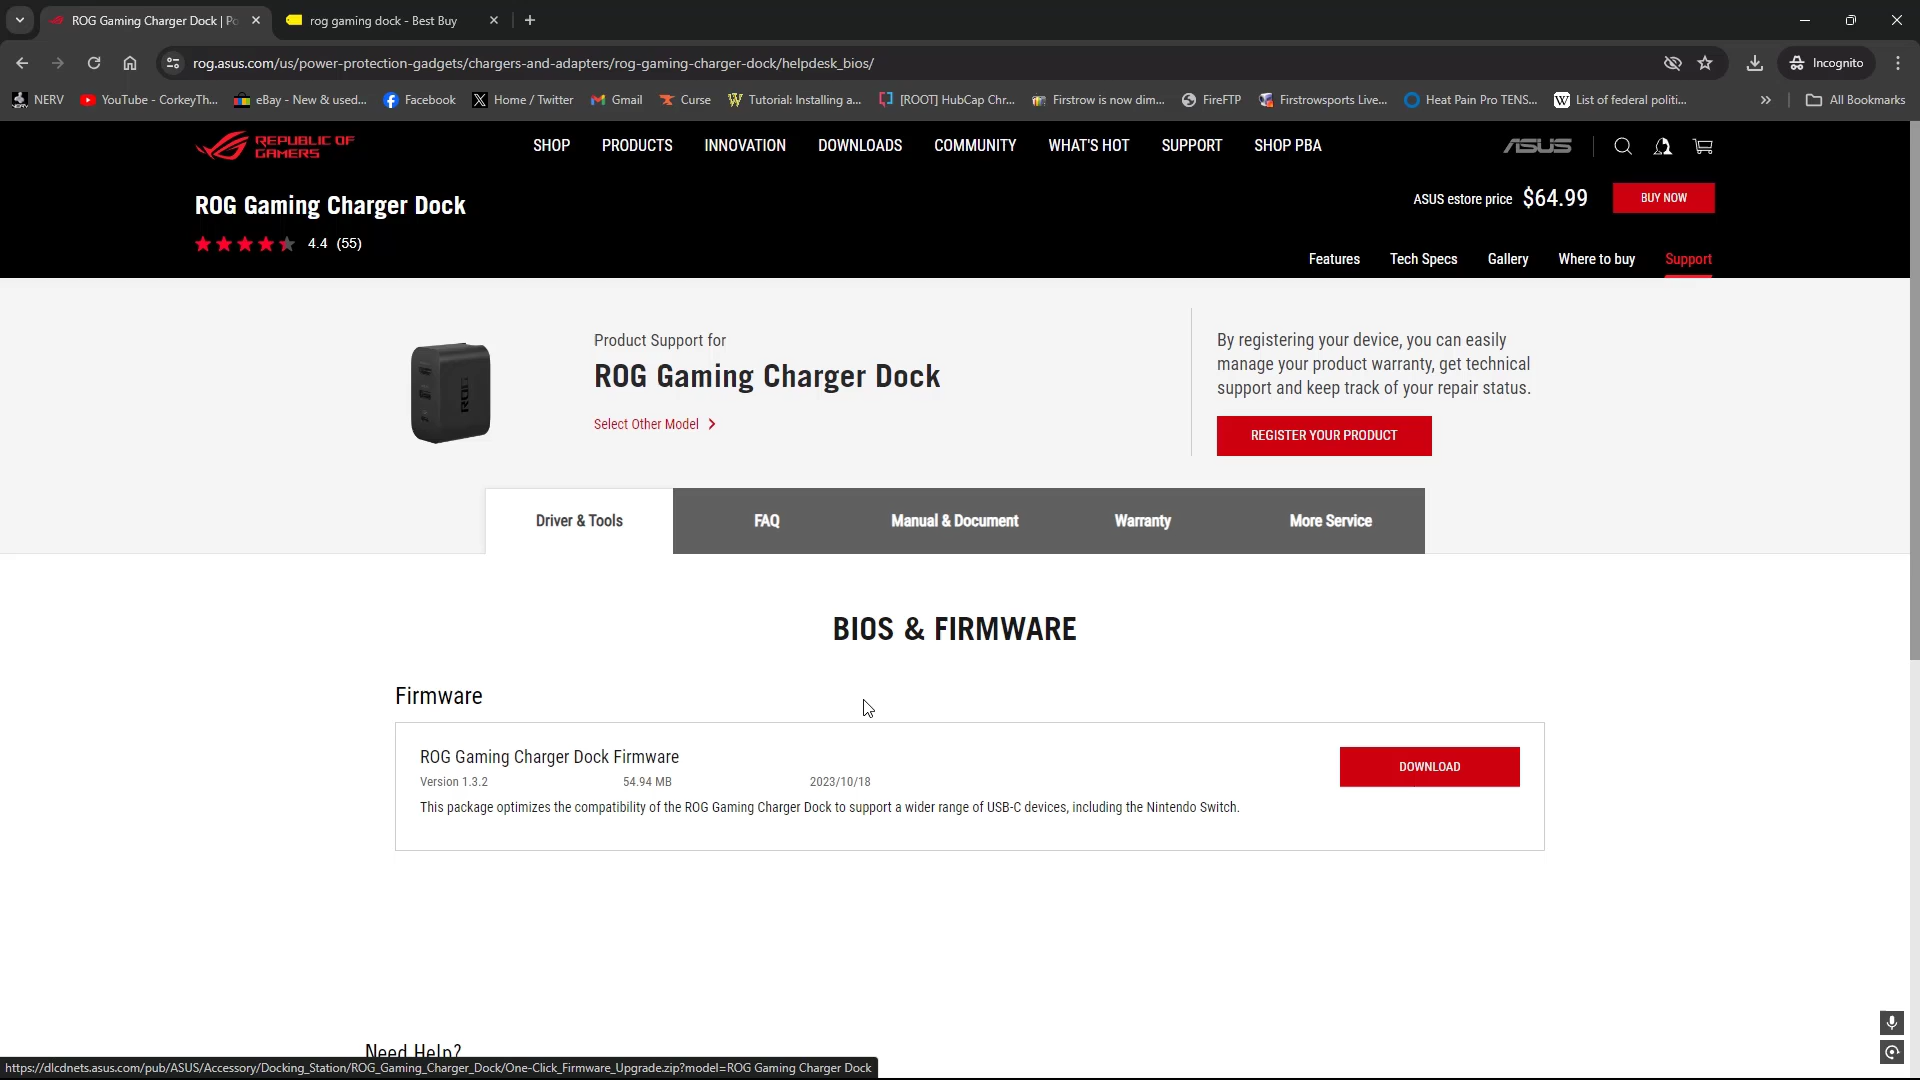 ROG Gaming Charger Dock | Po
rog gaming dock - Best Buy
rog.asus.com/us/power-protection-gadgets/chargers-and-adapters/rog-gaming-charger-dock/helpdesk_bios/
Incognito
NERV
YouTube - CorkeyTh...
eBay - New & used...
Facebook
Home / Twitter
Gmail
Curse
Tutorial: Installing a...
[ROOT] HubCap Chr...
Firstrow is now dim...
FireFTP
Firstrowsports Live...
Heat Pain Pro TENS...
List of federal politi...
All Bookmarks
REPUBLIC OF
GAMERS
SHOP
PRODUCTS
INNOVATION
DOWNLOADS
COMMUNITY
WHAT'S HOT
SUPPORT
SHOP PBA
ASUS
ROG Gaming Charger Dock
ASUS estore price $64.99
BUY NOW
4.4 (55)
Features
Tech Specs
Gallery
Where to buy
Support
Product Support for
ROG Gaming Charger Dock
Select Other Model
ROG
By registering your device, you can easily
manage your product warranty, get technical
support and keep track of your repair status.
REGISTER YOUR PRODUCT
Driver & Tools
FAQ
Manual & Document
Warranty
More Service
BIOS & FIRMWARE
Firmware
ROG Gaming Charger Dock Firmware
DOWNLOAD
Version 1.3.2
54.94 MB
2023/10/18
This package optimizes the compatibility of the ROG Gaming Charger Dock to support a wider range of USB-C devices, including the Nintendo Switch.
Need Help?
https://dlcdnets.asus.com/pub/ASUS/Accessory/Docking_Station/ROG_Gaming_Charger_Dock/One-Click_Firmware_Upgrade.zip?model=ROG Gaming Charger Dock